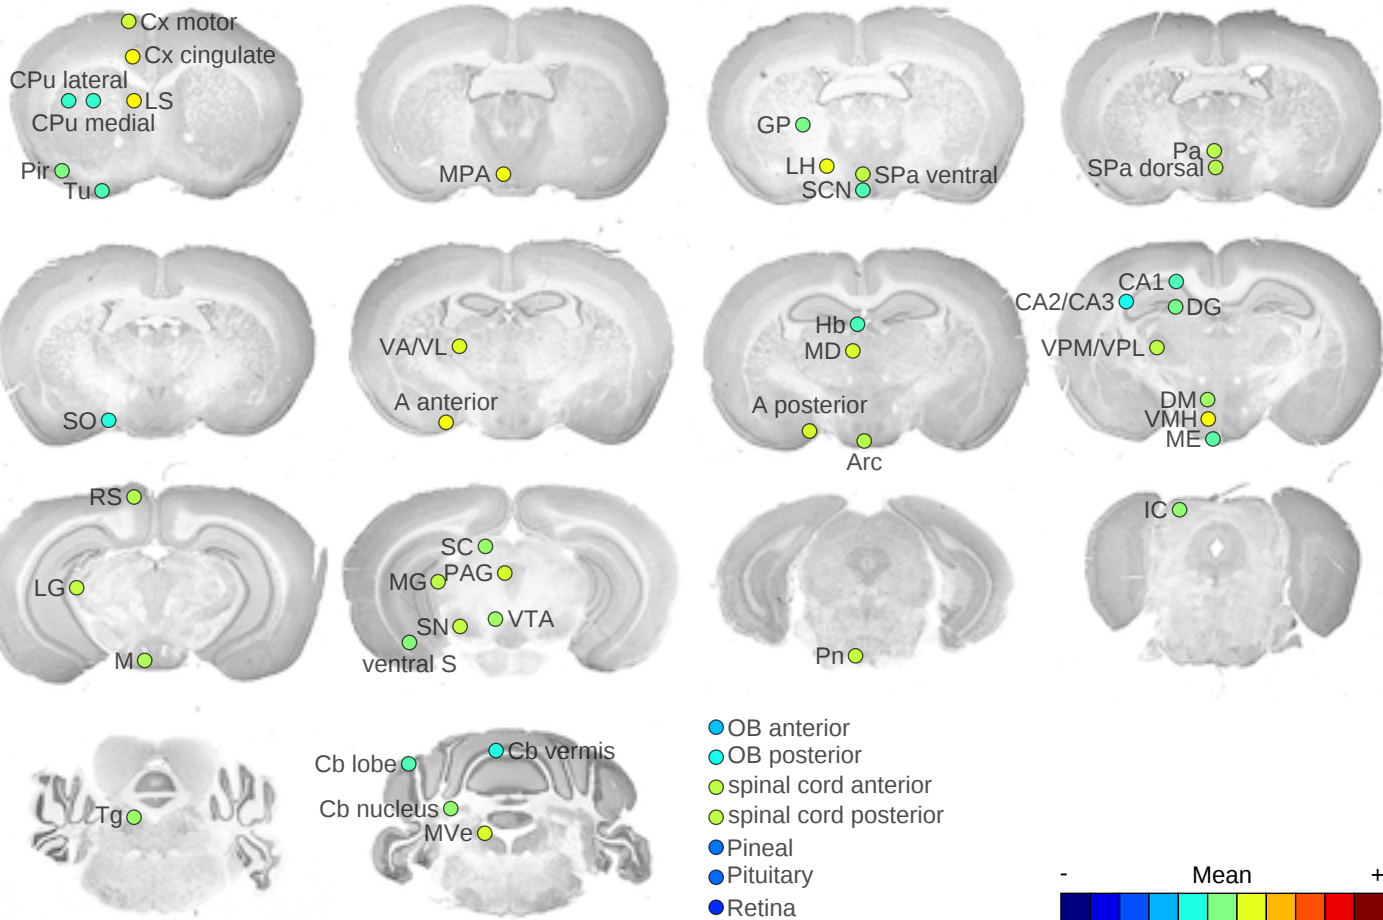 Cx motor
Cx cingulate
CPu lateral
LS
CPu medial
Pir
Tu
MPA
GP
LH
SPa ventral
SCN
Pa
SPa dorsal
SO
VA/VL
A anterior
Hb
MD
A posterior
Arc
CA1
CA2/CA3
DG
VPM/VPL
DM
VMH
ME
RS
LG
M
SC
MG
PAG
SN
VTA
ventral S
Pn
IC
Tg
Cb lobe
Cb vermis
Cb nucleus
MVe
OB anterior
OB posterior
spinal cord anterior
spinal cord posterior
Pineal
Pituitary
Retina
- Mean +